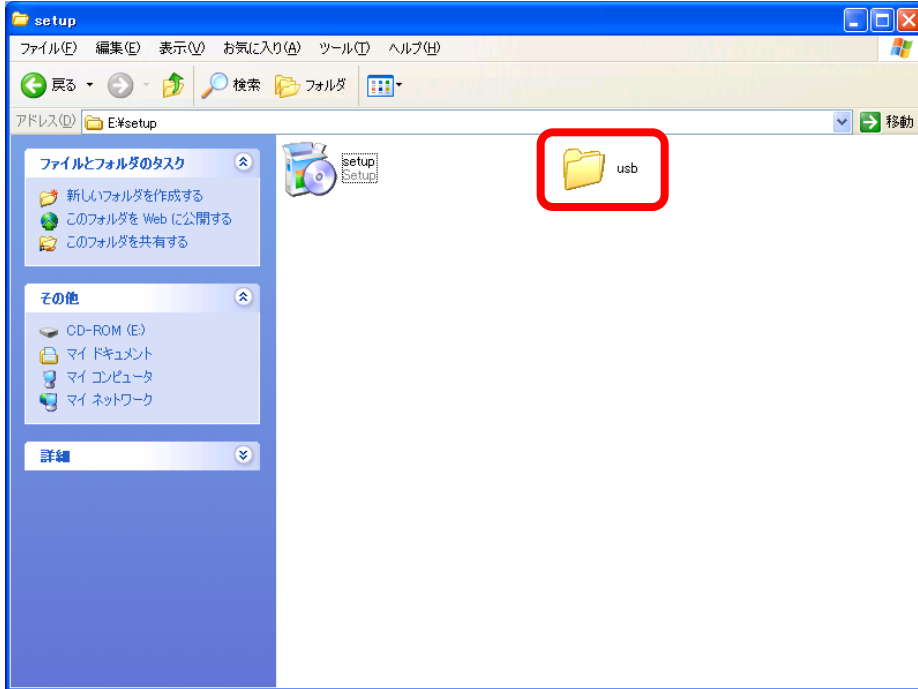 setup
ファイル(F) 編集(E) 表示(V) お気に入り(A) ツール(T) ヘルプ(H)
戻る 検索 フォルダ
アドレス(D) E:¥setup 移動
ファイルとフォルダのタスク
新しいフォルダを作成する
このフォルダを Web に公開する
このフォルダを共有する
その他
CD-ROM (E:)
マイ ドキュメント
マイ コンピュータ
マイ ネットワーク
詳細
setup
Setup
usb